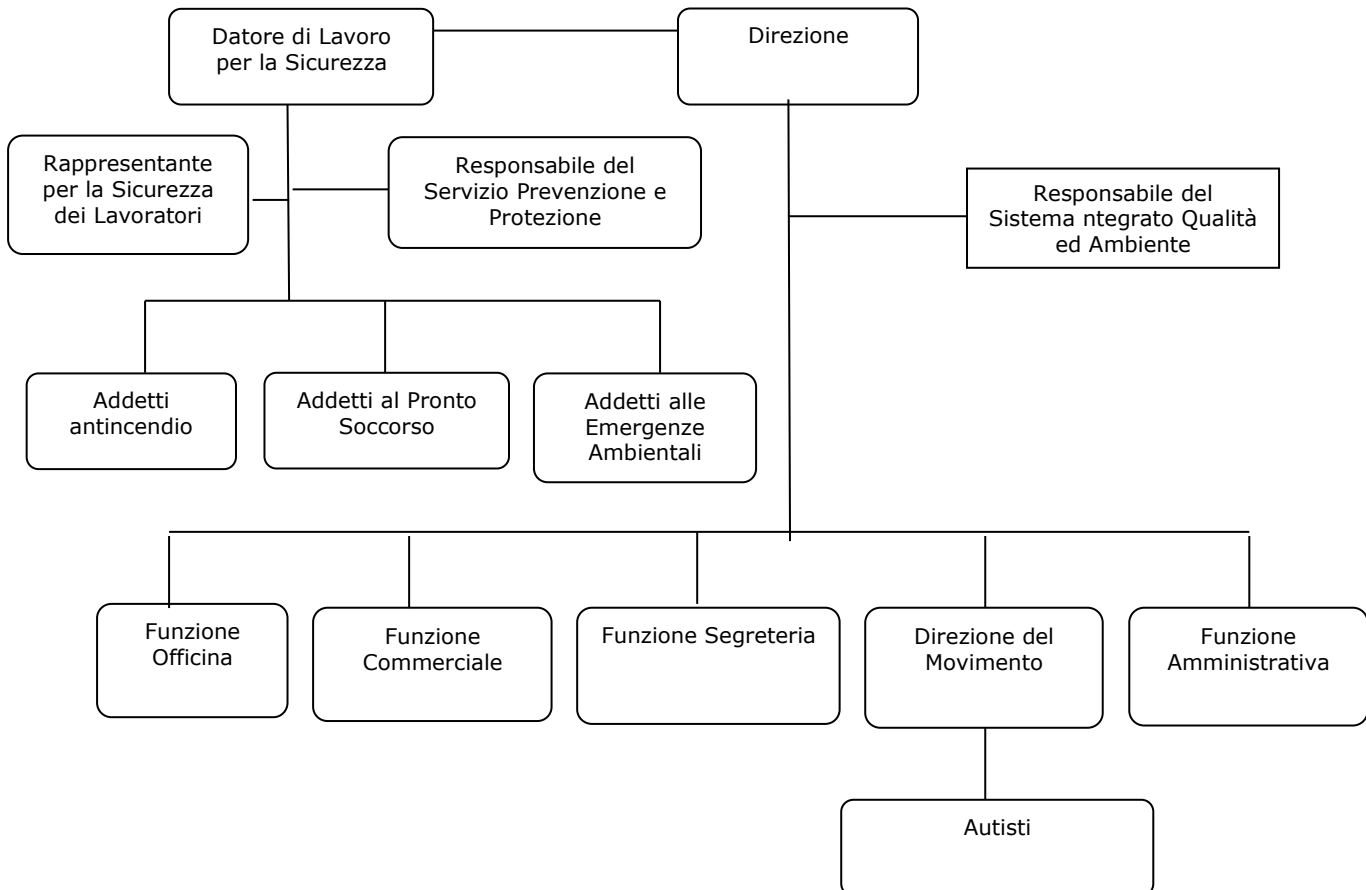 Datore di Lavoro
per la Sicurezza
Direzione
Rappresentante
per la Sicurezza
dei Lavoratori
Responsabile del
Servizio Prevenzione e
Protezione
Responsabile del
Sistema ntegrato Qualità
ed Ambiente
Addetti
antincendio
Addetti al Pronto
Soccorso
Addetti alle
Emergenze
Ambientali
Funzione
Officina
Funzione
Commerciale
Funzione Segreteria
Direzione del
Movimento
Funzione
Amministrativa
Autisti